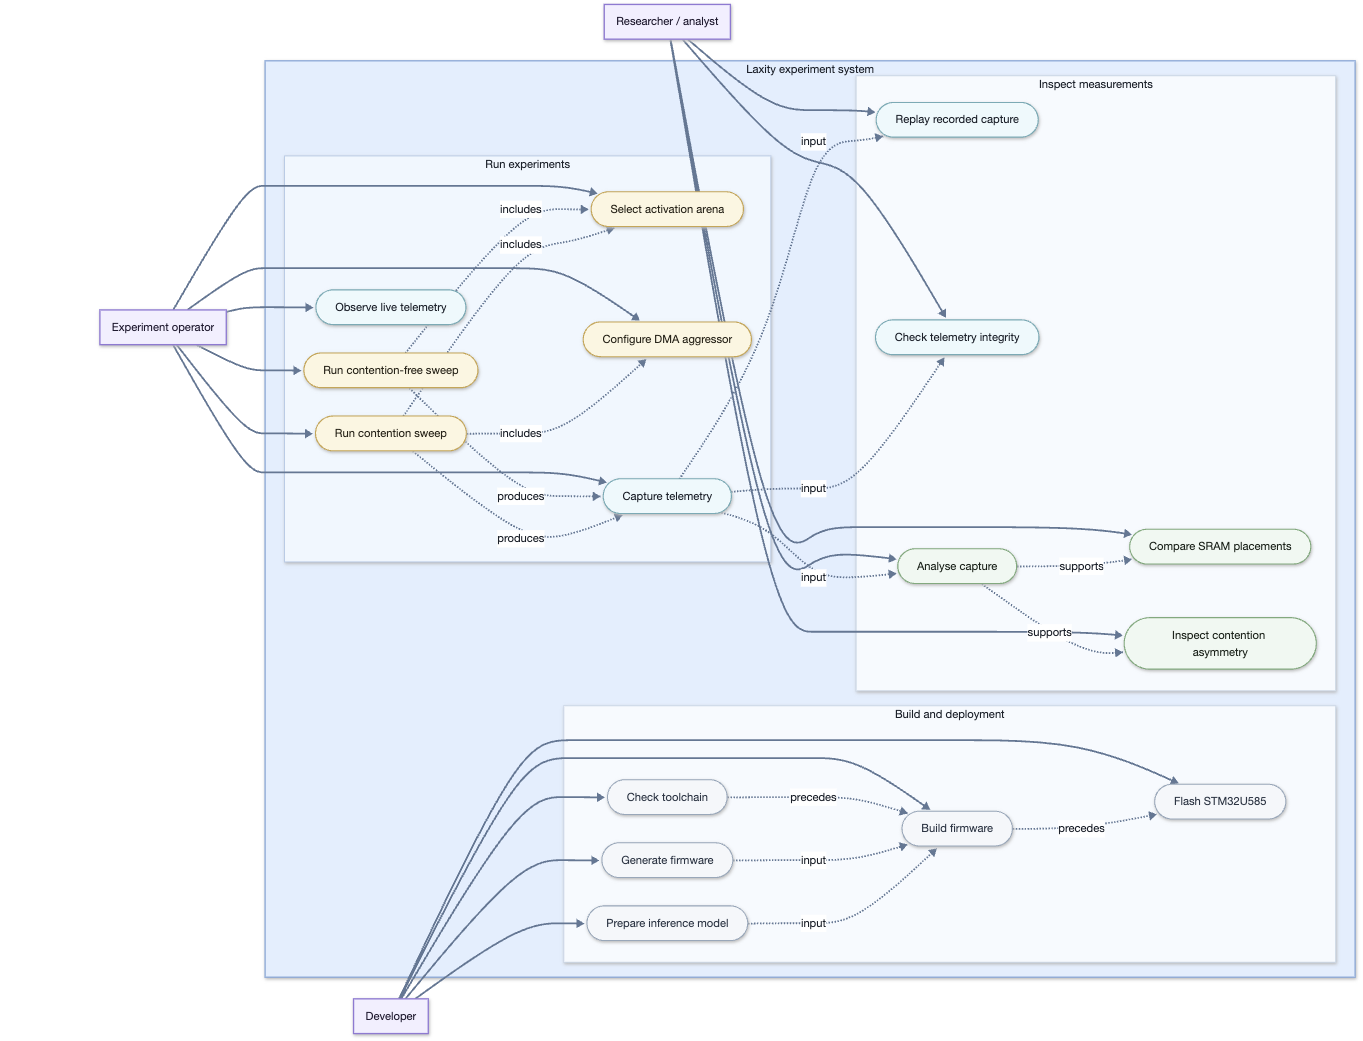 Researcher / analyst
Laxity experiment system
Inspect measurements
Replay recorded capture
input
Run experiments
Select activation arena
includes
includes
Observe live telemetry
Experiment operator
Configure DMA aggressor
Check telemetry integrity
Run contention-free sweep
Run contention sweep
includes
Capture telemetry
produces
input
produces
Compare SRAM placements
Analyse capture
supports
input
supports
Inspect contention
asymmetry
Build and deployment
Check toolchain
precedes
Flash STM32U585
Build firmware
precedes
Generate firmware
input
Prepare inference model
input
Developer